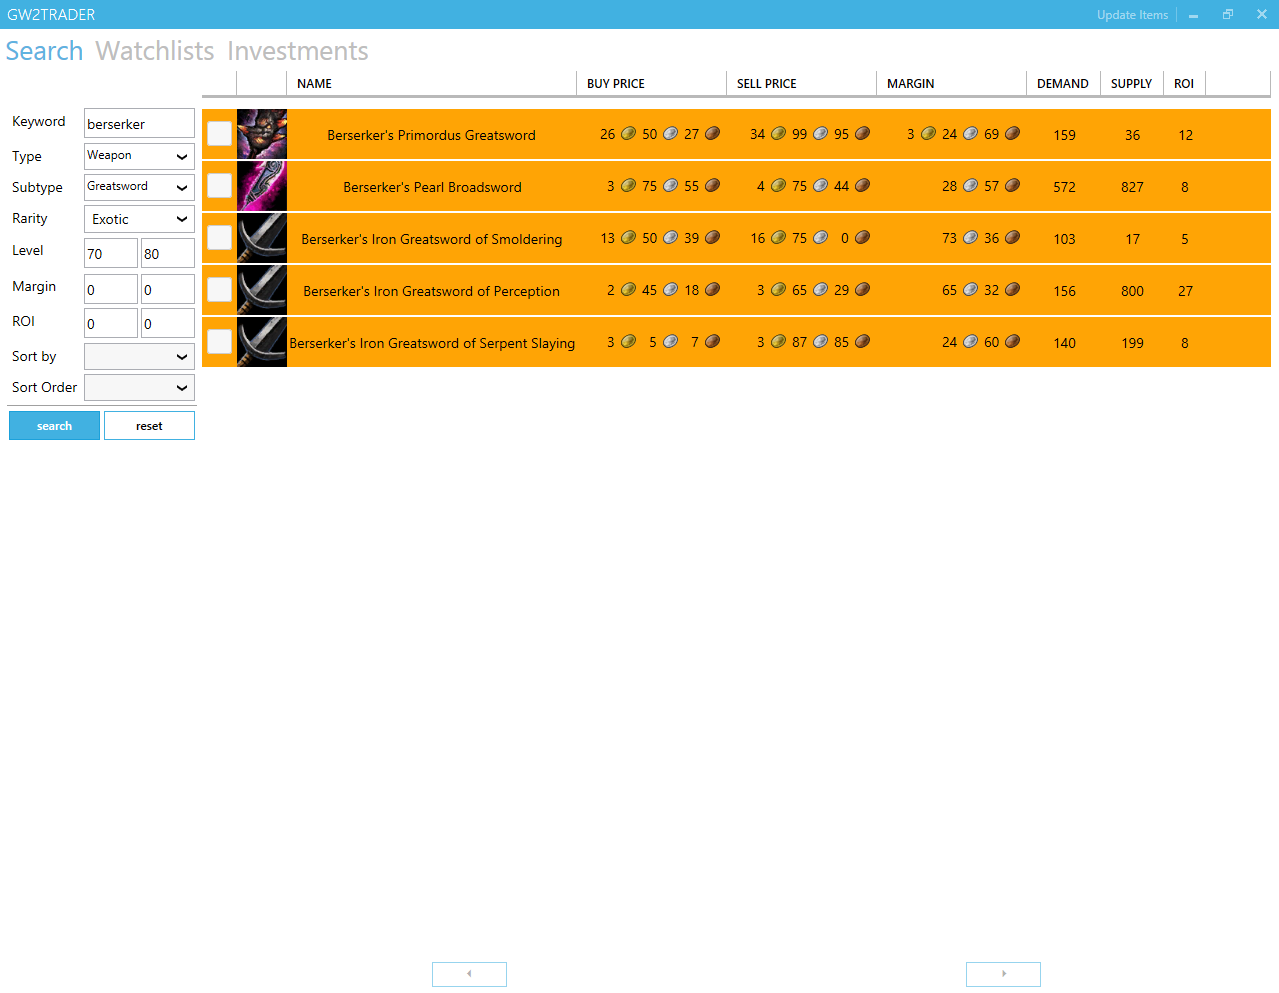 GW2TRADER Update Items
Search Watchlists Investments
NAME BUY PRICE SELL PRICE MARGIN DEMAND SUPPLY ROI
Keyword berserker
Type Weapon
Subtype Greatsword
Rarity Exotic
Level 70 80
Margin 0 0
ROI 0 0
Sort by
Sort Order
search reset
Berserker's Primordus Greatsword 26 50 27 34 99 95 3 24 69 159 36 12
Berserker's Pearl Broadsword 3 75 55 4 75 44 28 57 572 827 8
Berserker's Iron Greatsword of Smoldering 13 50 39 16 75 0 73 36 103 17 5
Berserker's Iron Greatsword of Perception 2 45 18 3 65 29 65 32 156 800 27
Berserker's Iron Greatsword of Serpent Slaying 3 5 7 3 87 85 24 60 140 199 8